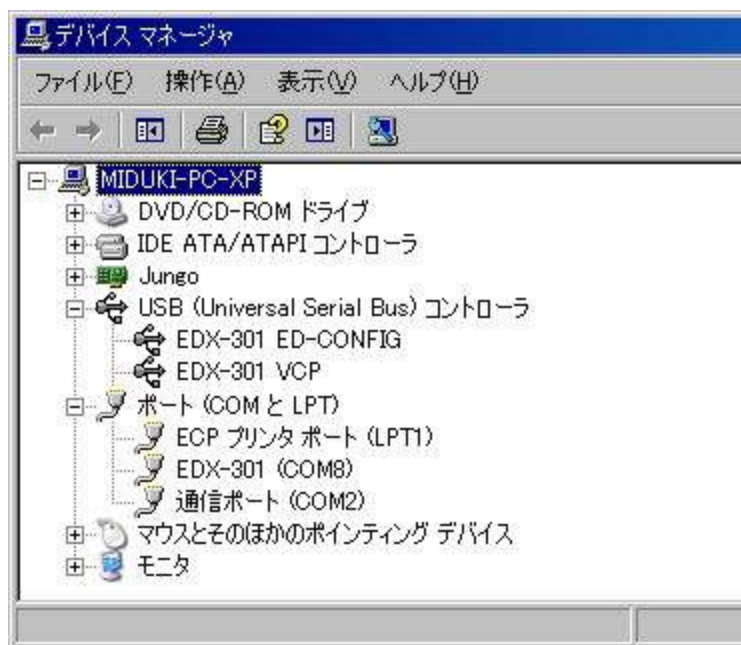 デバイス マネージャ
ファイル(F) 操作(A) 表示(V) ヘルプ(H)
MIDUKI-PC-XP
DVD/CD-ROM ドライブ
IDE ATA/ATAPI コントローラ
Jungo
USB (Universal Serial Bus) コントローラ
EDX-301 ED-CONFIG
EDX-301 VCP
ポート (COM と LPT)
ECP プリンタ ポート (LPT1)
EDX-301 (COM8)
通信ポート (COM2)
マウスとそのほかのポインティング デバイス
モニタ